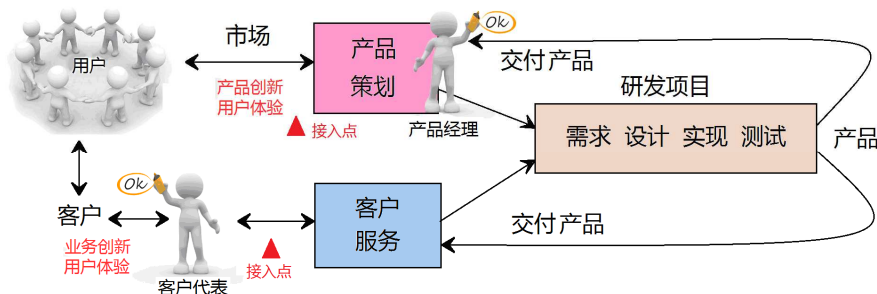 用户
市场
产品创新
用户体验
产品
策划
Ok
产品经理
接入点
交付产品
研发项目
需求 设计 实现 测试
产品
客户
业务创新
用户体验
Ok
客户代表
接入点
客户
服务
交付产品